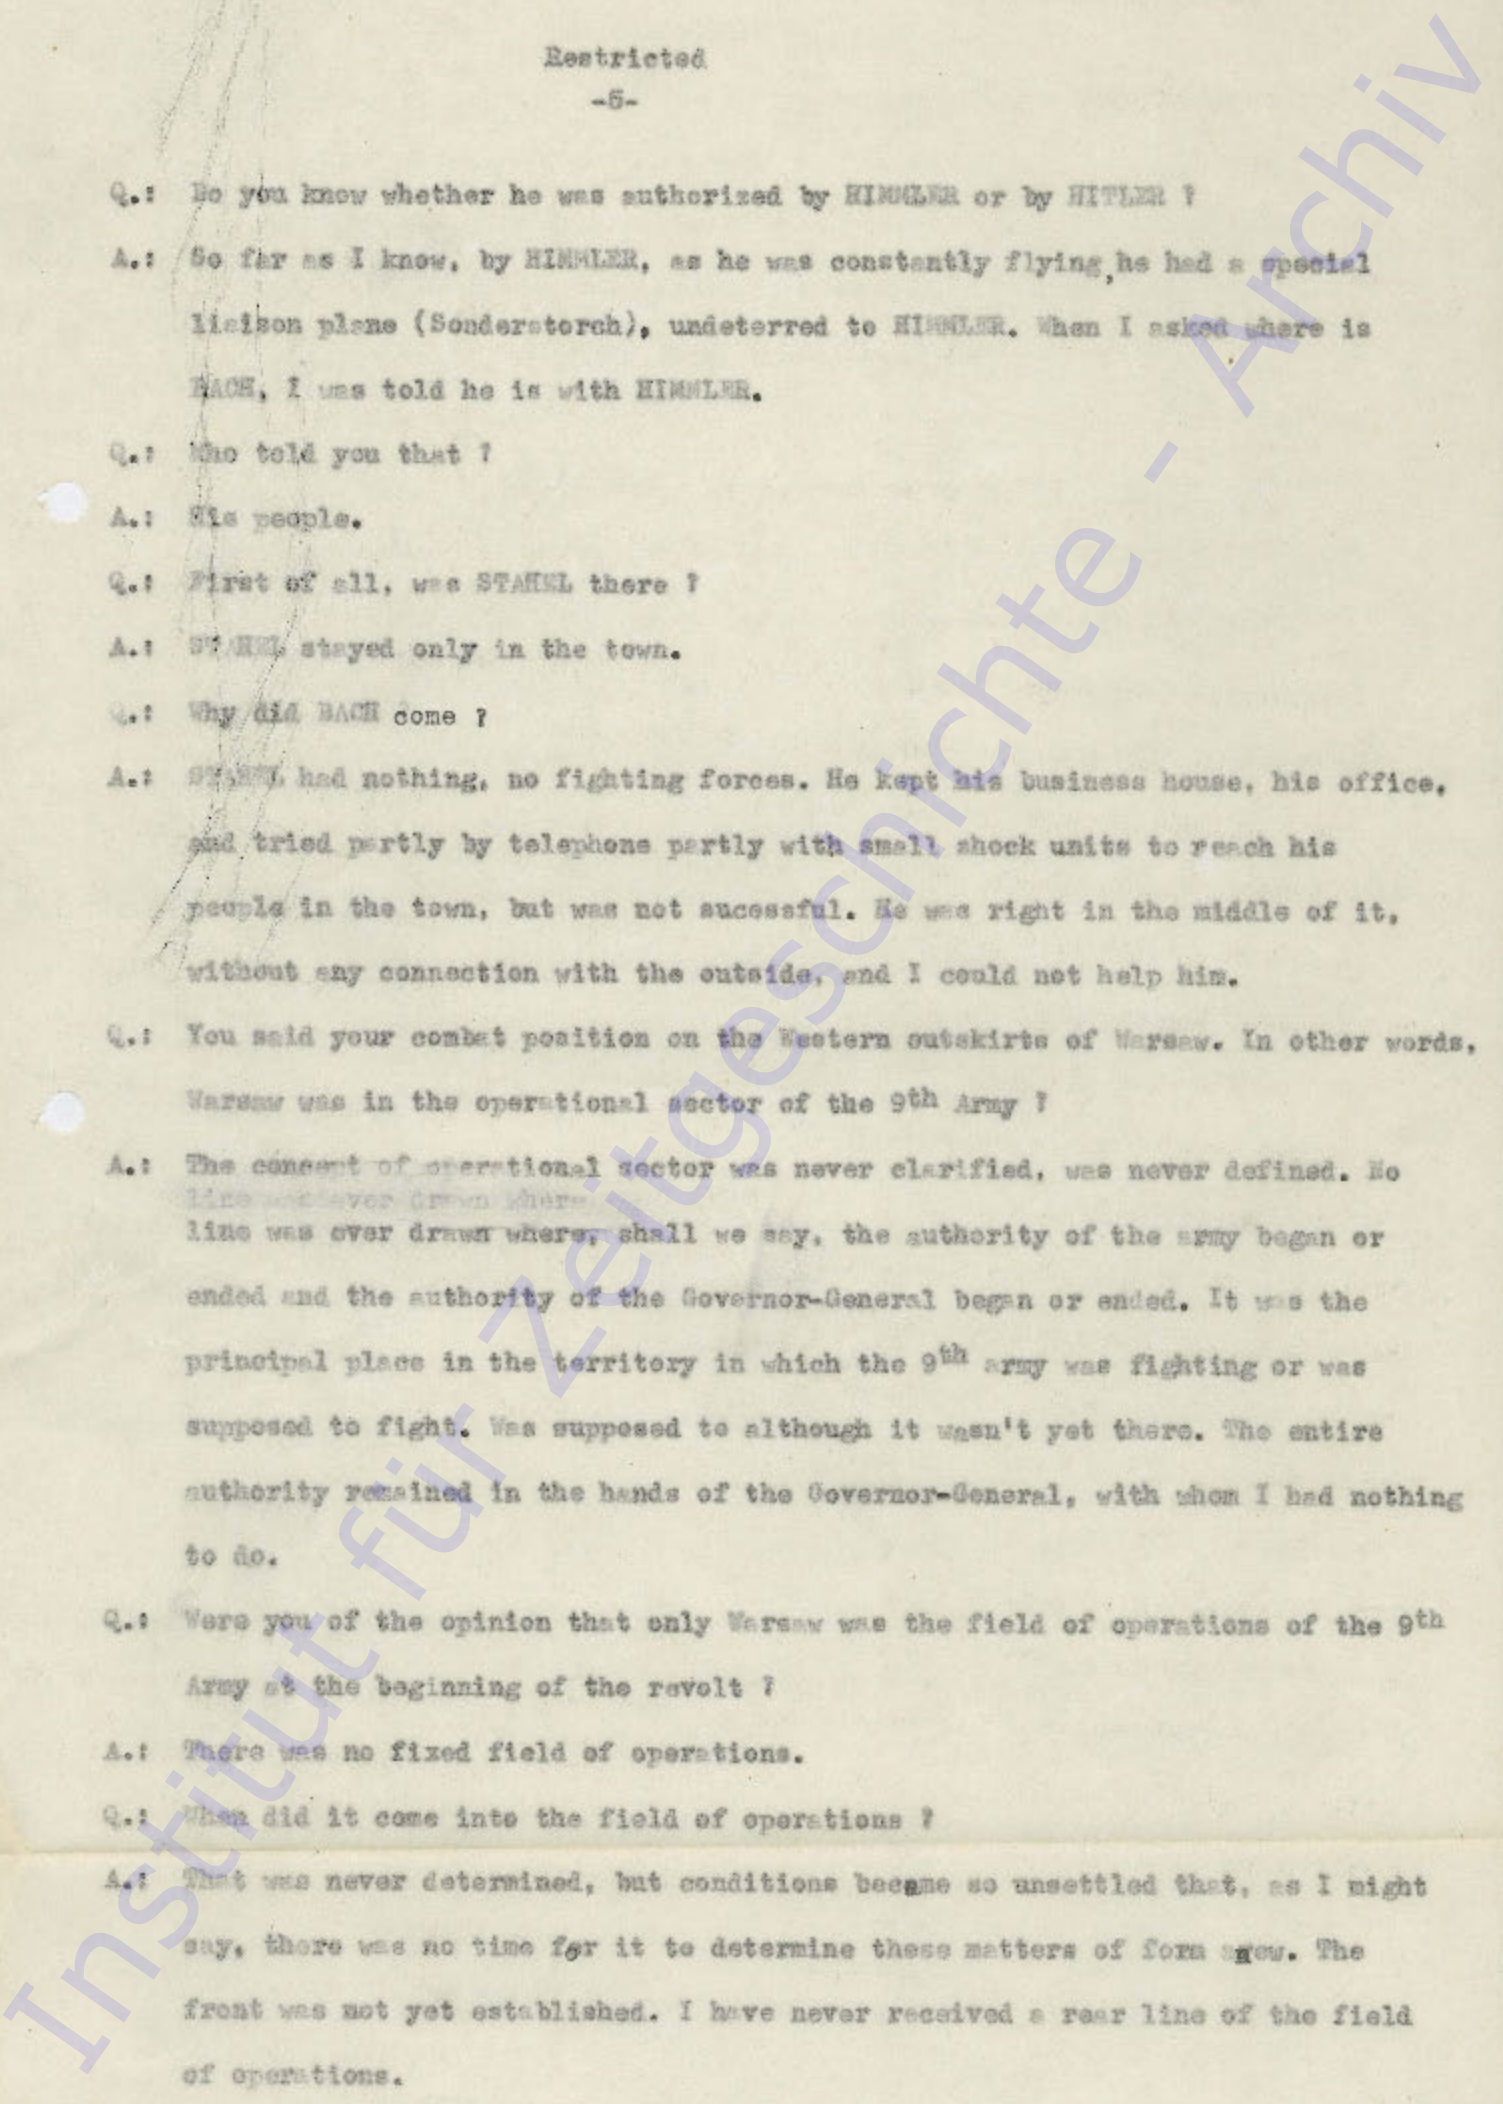 Restricted
-5-
Q.: Do you know whether he was authorized by HIMMLER or by HITLER ?
A.: So far as I know, by HIMMLER, as he was constantly flying, he had a special
liaison plane (Sonderstorch), undeterred to HIMMLER. When I asked where is
BACH, I was told he is with HIMMLER.
Q.: Who told you that ?
A.: His people.
Q.: First of all, was STAHEL there ?
A.: STAHEL stayed only in the town.
Q.: Why did BACH come ?
A.: STAHEL had nothing, no fighting forces. He kept his business house, his office,
and tried partly by telephone partly with small shock units to reach his
people in the town, but was not sucessful. He was right in the middle of it,
without any connection with the outside, and I could not help him.
Q.: You said your combat position on the Western outskirts of Warsaw. In other words,
Warsaw was in the operational sector of the 9th Army ?
A.: The concept of operational sector was never clarified, was never defined. No
line was ever drawn where
line was ever drawn where, shall we say, the authority of the army began or
ended and the authority of the Governor-General began or ended. It was the
principal place in the territory in which the 9th army was fighting or was
supposed to fight. Was supposed to although it wasn't yet there. The entire
authority remained in the hands of the Governor-General, with whom I had nothing
to do.
Q.: Were you of the opinion that only Warsaw was the field of operations of the 9th
Army at the beginning of the revolt ?
A.: There was no fixed field of operations.
Q.: When did it come into the field of operations ?
A.: That was never determined, but conditions became so unsettled that, as I might
say, there was no time for it to determine these matters of form anew. The
front was not yet established. I have never received a rear line of the field
of operations.
Institut für Zeitgeschichte - Archiv